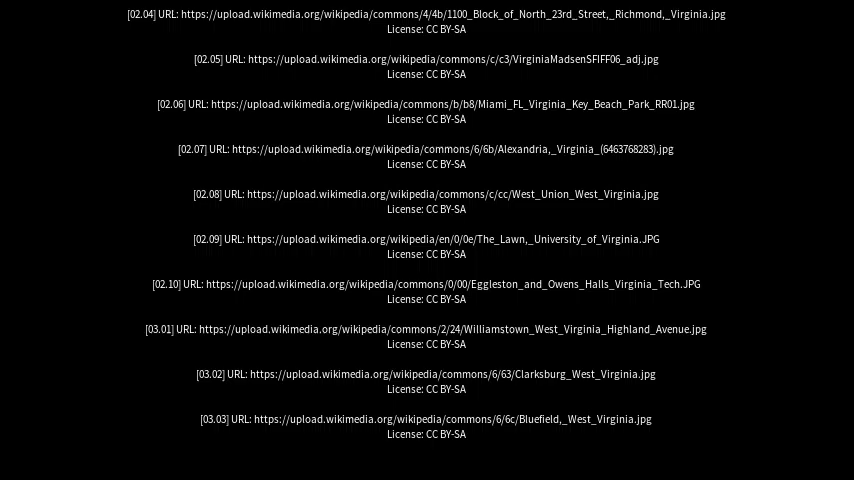 [02.04] URL: https://upload.wikimedia.org/wikipedia/commons/4/4b/1100_Block_of_North_23rd_Street,_Richmond,_Virginia.jpg
License: CC BY-SA
[02.05] URL: https://upload.wikimedia.org/wikipedia/commons/c/c3/VirginiaMadsenSFIFF06_adj.jpg
License: CC BY-SA
[02.06] URL: https://upload.wikimedia.org/wikipedia/commons/b/b8/Miami_FL_Virginia_Key_Beach_Park_RR01.jpg
License: CC BY-SA
[02.07] URL: https://upload.wikimedia.org/wikipedia/commons/6/6b/Alexandria,_Virginia_(6463768283).jpg
License: CC BY-SA
[02.08] URL: https://upload.wikimedia.org/wikipedia/commons/c/cc/West_Union_West_Virginia.jpg
License: CC BY-SA
[02.09] URL: https://upload.wikimedia.org/wikipedia/en/0/0e/The_Lawn,_University_of_Virginia.JPG
License: CC BY-SA
[02.10] URL: https://upload.wikimedia.org/wikipedia/commons/0/00/Eggleston_and_Owens_Halls_Virginia_Tech.JPG
License: CC BY-SA
[03.01] URL: https://upload.wikimedia.org/wikipedia/commons/2/24/Williamstown_West_Virginia_Highland_Avenue.jpg
License: CC BY-SA
[03.02] URL: https://upload.wikimedia.org/wikipedia/commons/6/63/Clarksburg_West_Virginia.jpg
License: CC BY-SA
[03.03] URL: https://upload.wikimedia.org/wikipedia/commons/6/6c/Bluefield,_West_Virginia.jpg
License: CC BY-SA